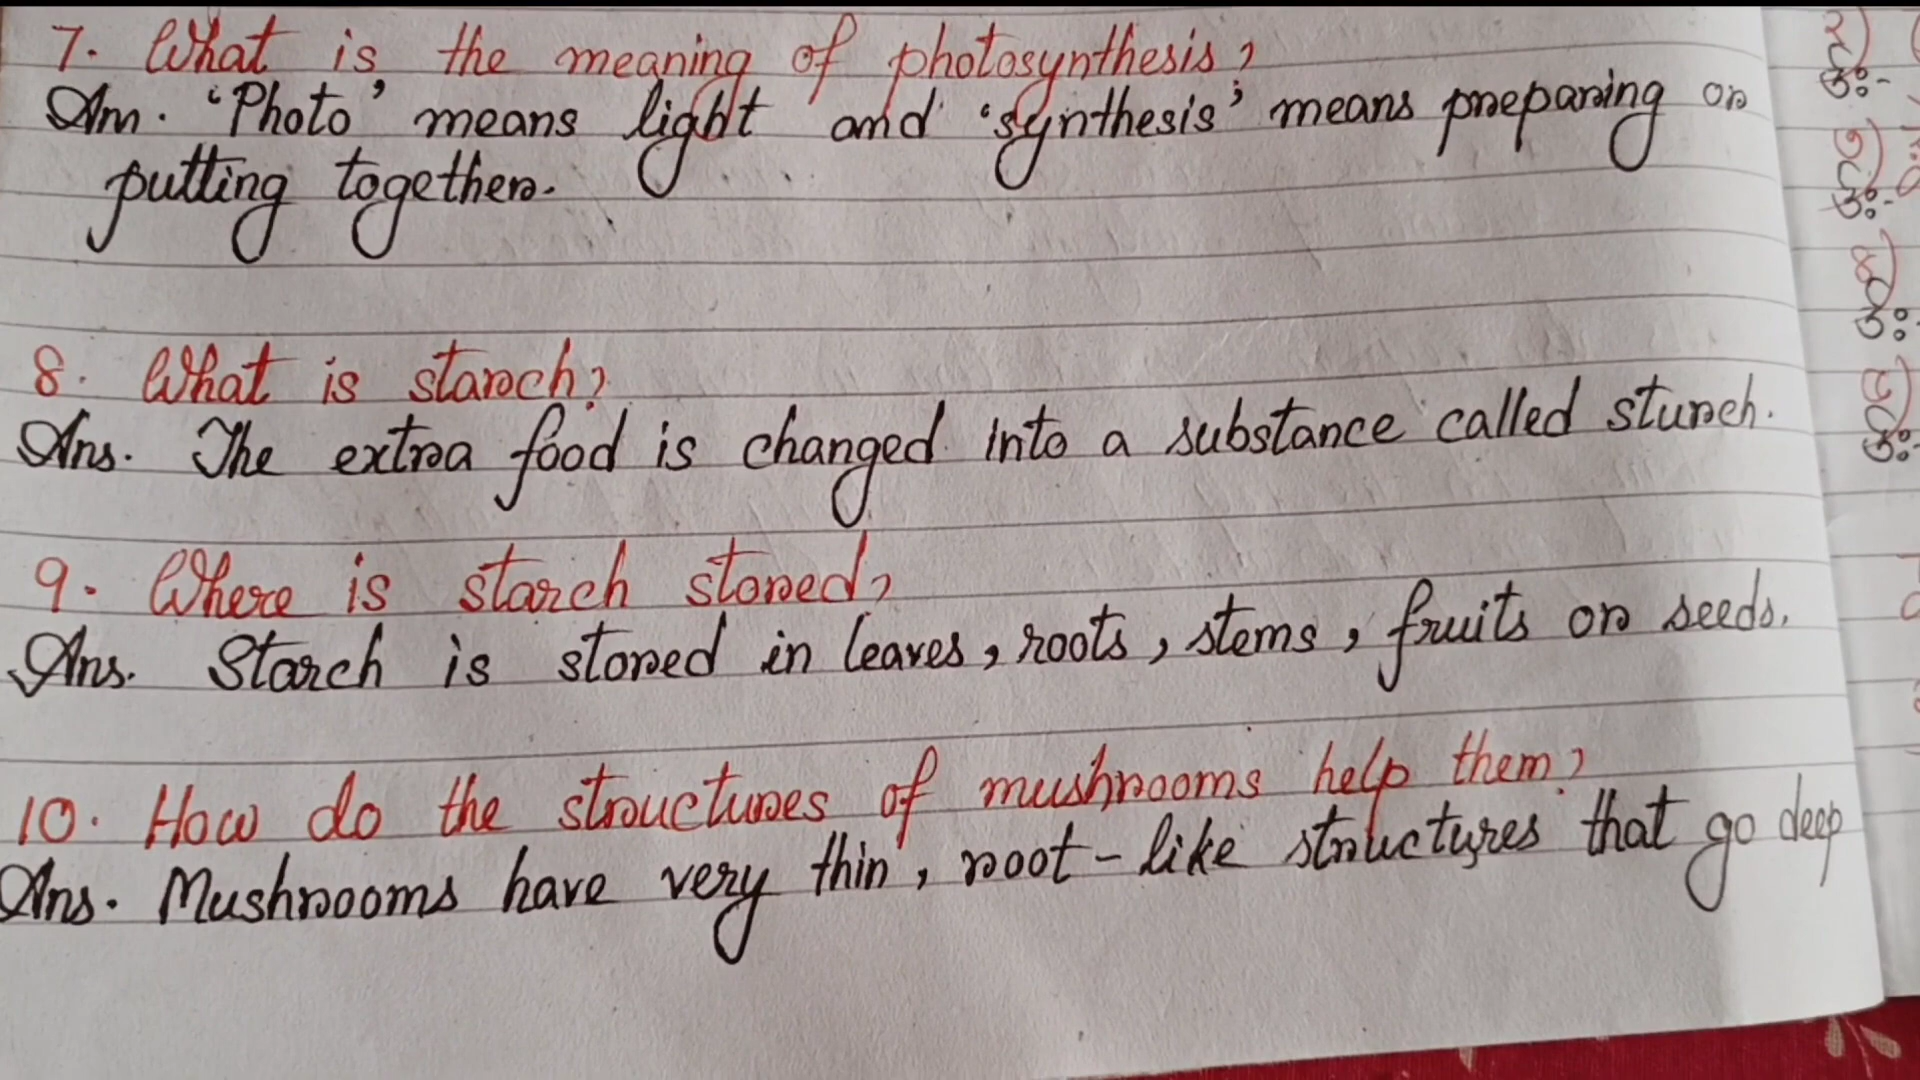 7. What is the meaning of photosynthesis?
Am. 'Photo' means light and 'synthesis' means preparing or
putting together.
8. What is starch?
Ans. The extra food is changed into a substance called sturch.
9. Where is starch stored?
Ans. Starch is stored in leaves, roots, stems, fruits or seeds.
10. How do the structures of mushrooms help them?
Ans. Mushrooms have very thin, root-like structures that go deep